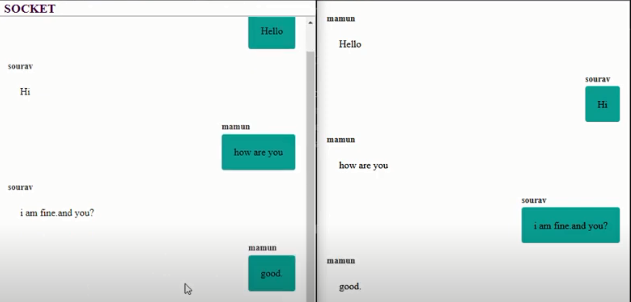 SOCKET
Hello
sourav
Hi
mamun
how are you
sourav
i am fine.and you?
mamun
good.
mamun
Hello
sourav
Hi
mamun
how are you
sourav
i am fine.and you?
mamun
good.